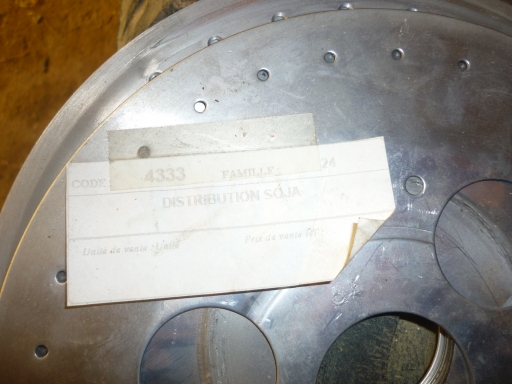 CODE: 4333 FAMILLE: 24
DISTRIBUTION SOJA
Unite de vente : Prix de vente